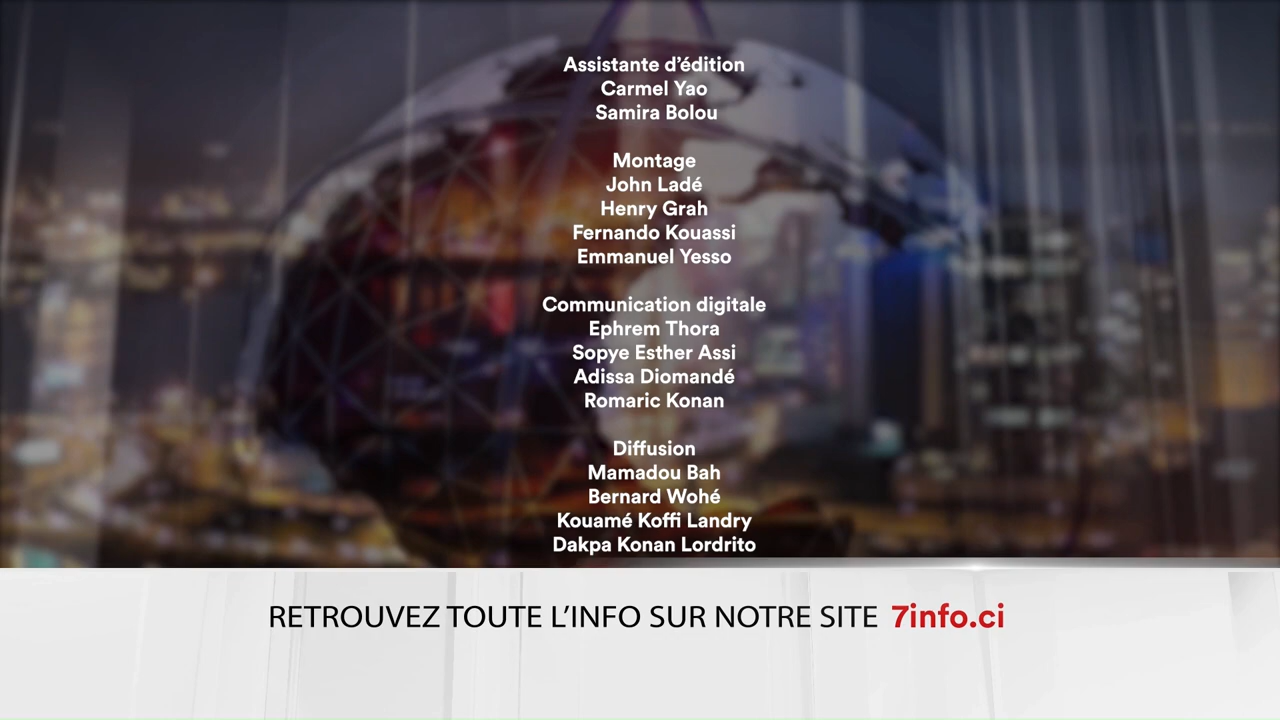 Assistante d'édition
Carmel Yao
Samira Bolou
Montage
John Ladé
Henry Grah
Fernando Kouassi
Emmanuel Yesso
Communication digitale
Ephrem Thora
Sopye Esther Assi
Adissa Diomandé
Romaric Konan
Diffusion
Mamadou Bah
Bernard Wohé
Kouamé Koffi Landry
Dakpa Konan Lordrito
RETROUVEZ TOUTE L'INFO SUR NOTRE SITE 7info.ci